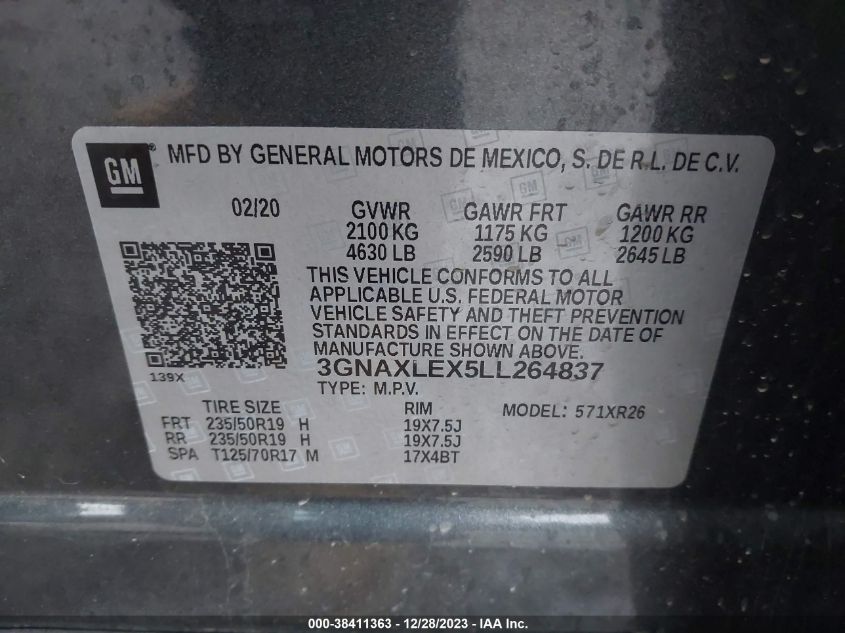 GM ® MFD BY GENERAL MOTORS DE MEXICO, S. DE R.L. DE C.V.
02/20 GVWR GAWR FRT GAWR RR
2100 KG 1175 KG 1200 KG
4630 LB 2590 LB 2645 LB
THIS VEHICLE CONFORMS TO ALL
APPLICABLE U.S. FEDERAL MOTOR
VEHICLE SAFETY AND THEFT PREVENTION
STANDARDS IN EFFECT ON THE DATE OF
MANUFACTURE SHOWN ABOVE.
139X 3GNAXLEX5LL264837
TYPE: M.P.V.
TIRE SIZE RIM MODEL: 571XR26
FRT 235/50R19 H 19X7.5J
RR 235/50R19 H 19X7.5J
SPA T125/70R17 M 17X4BT
000-38411363 - 12/28/2023 - IAA Inc.